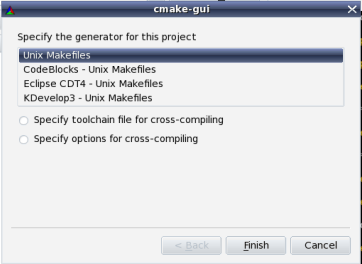 cmake-gui
Specify the generator for this project
Unix Makefiles
CodeBlocks - Unix Makefiles
Eclipse CDT4 - Unix Makefiles
KDevelop3 - Unix Makefiles
Specify toolchain file for cross-compiling
Specify options for cross-compiling
< Back Finish Cancel